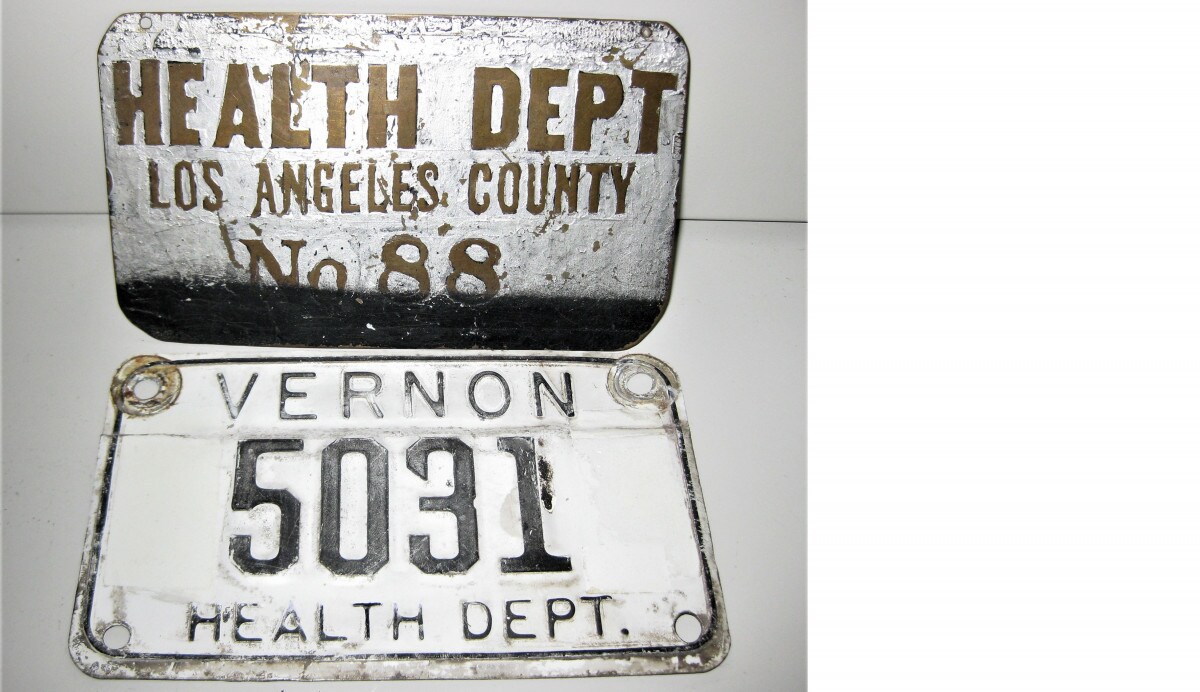 HEALTH DEPT
LOS ANGELES COUNTY
No 88
VERNON
5031
HEALTH DEPT.